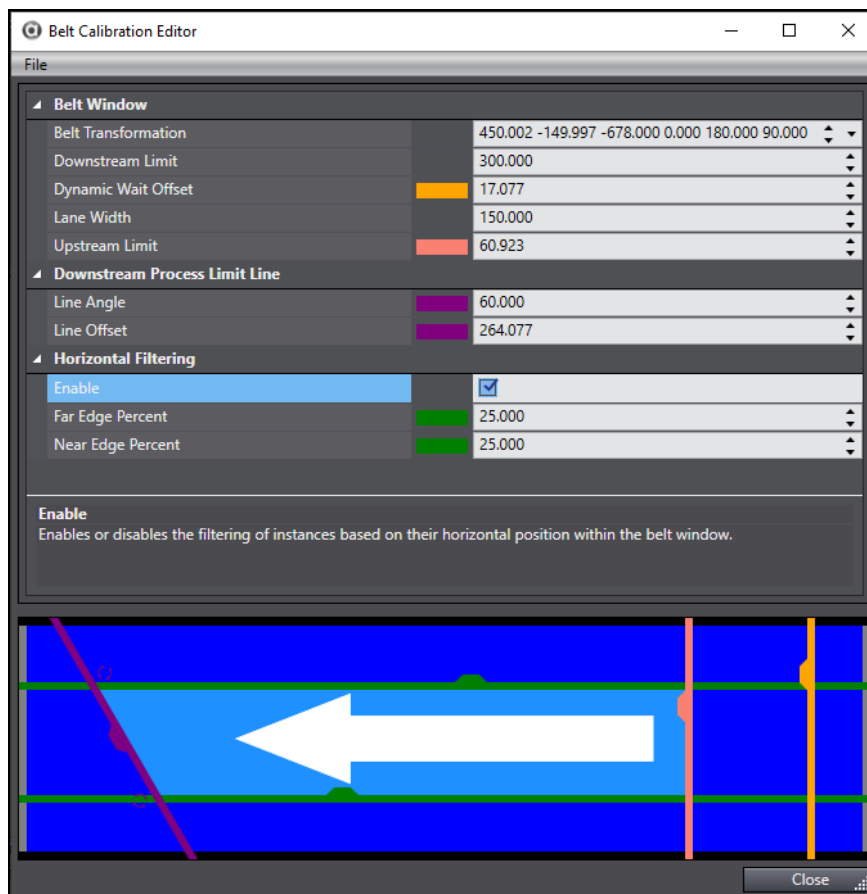 Belt Calibration Editor
File
Belt Window
Belt Transformation 450.002 -149.997 -678.000 0.000 180.000 90.000
Downstream Limit 300.000
Dynamic Wait Offset 17.077
Lane Width 150.000
Upstream Limit 60.923
Downstream Process Limit Line
Line Angle 60.000
Line Offset 264.077
Horizontal Filtering
Enable
Far Edge Percent 25.000
Near Edge Percent 25.000
Enable
Enables or disables the filtering of instances based on their horizontal position within the belt window.
Close